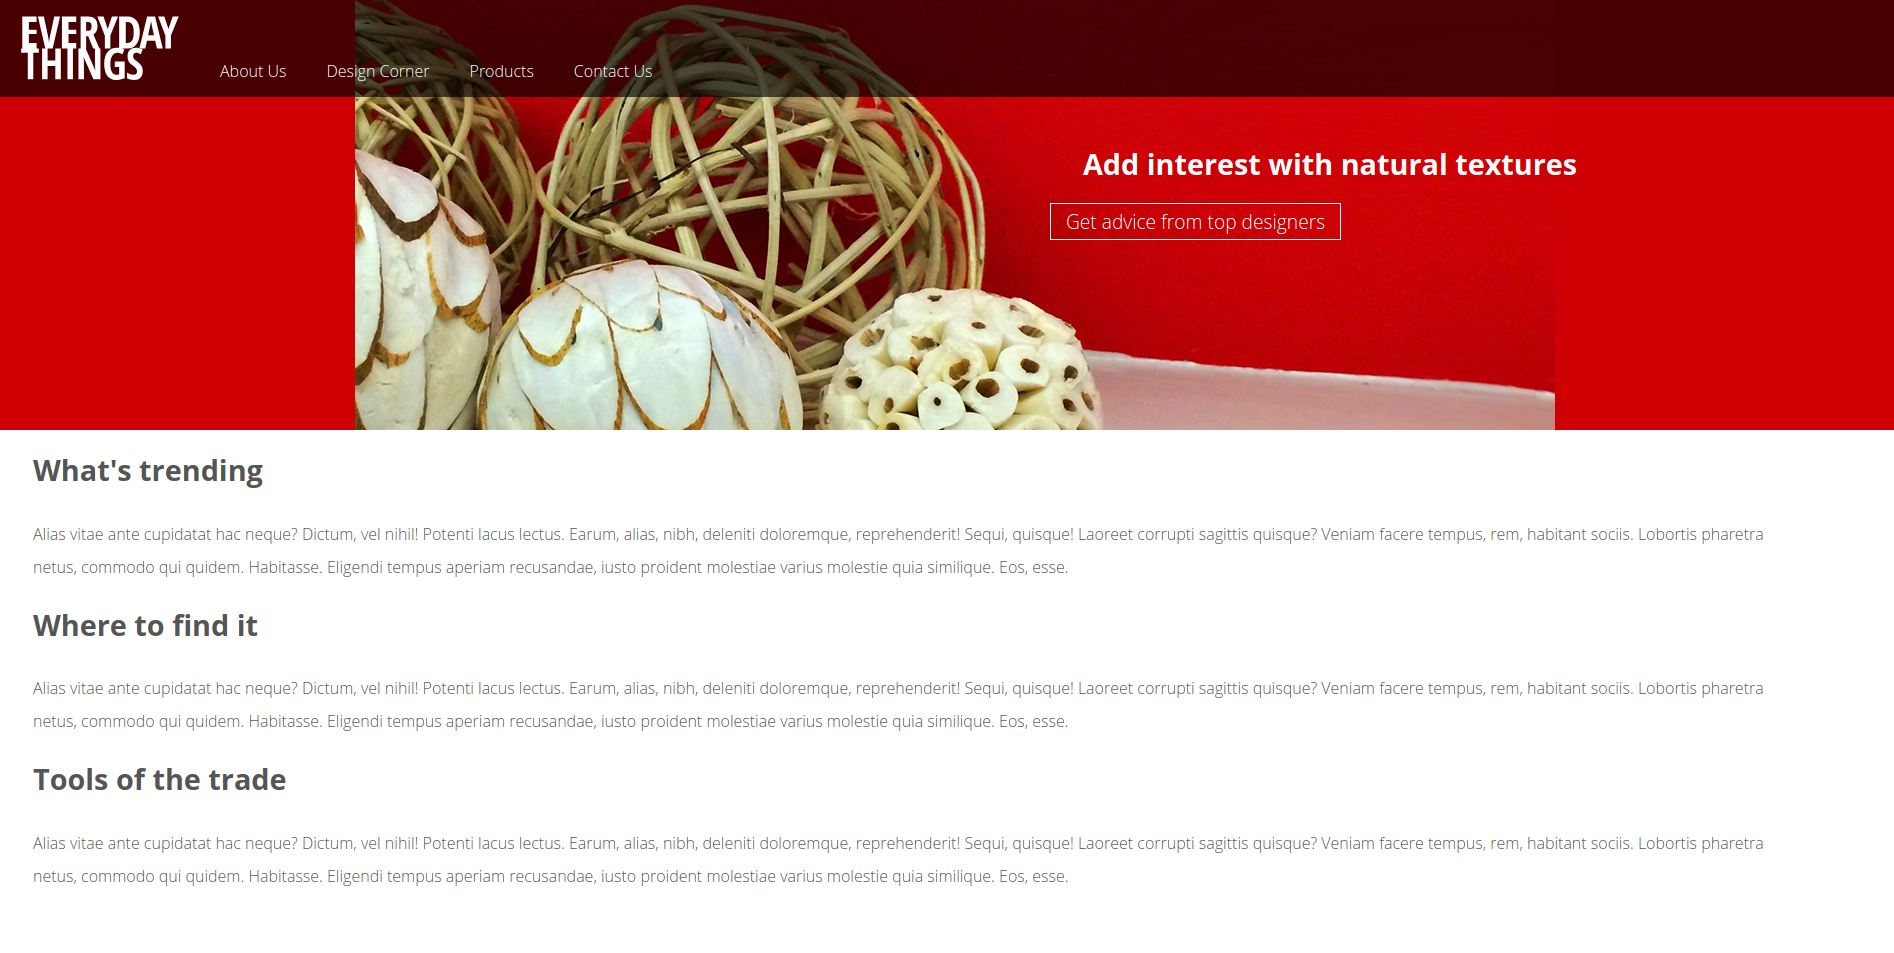 EVERYDAY
THINGS
About Us
Design Corner
Products
Contact Us
Add interest with natural textures
Get advice from top designers
What's trending
Alias vitae ante cupidatat hac neque? Dictum, vel nihil! Potenti lacus lectus. Earum, alias, nibh, deleniti doloremque, reprehenderit! Sequi, quisque! Laoreet corrupti sagittis quisque? Veniam facere tempus, rem, habitant sociis. Lobortis pharetra
netus, commodo qui quidem. Habitasse. Eligendi tempus aperiam recusandae, iusto proident molestiae varius molestie quia similique. Eos, esse.
Where to find it
Alias vitae ante cupidatat hac neque? Dictum, vel nihil! Potenti lacus lectus. Earum, alias, nibh, deleniti doloremque, reprehenderit! Sequi, quisque! Laoreet corrupti sagittis quisque? Veniam facere tempus, rem, habitant sociis. Lobortis pharetra
netus, commodo qui quidem. Habitasse. Eligendi tempus aperiam recusandae, iusto proident molestiae varius molestie quia similique. Eos, esse.
Tools of the trade
Alias vitae ante cupidatat hac neque? Dictum, vel nihil! Potenti lacus lectus. Earum, alias, nibh, deleniti doloremque, reprehenderit! Sequi, quisque! Laoreet corrupti sagittis quisque? Veniam facere tempus, rem, habitant sociis. Lobortis pharetra
netus, commodo qui quidem. Habitasse. Eligendi tempus aperiam recusandae, iusto proident molestiae varius molestie quia similique. Eos, esse.